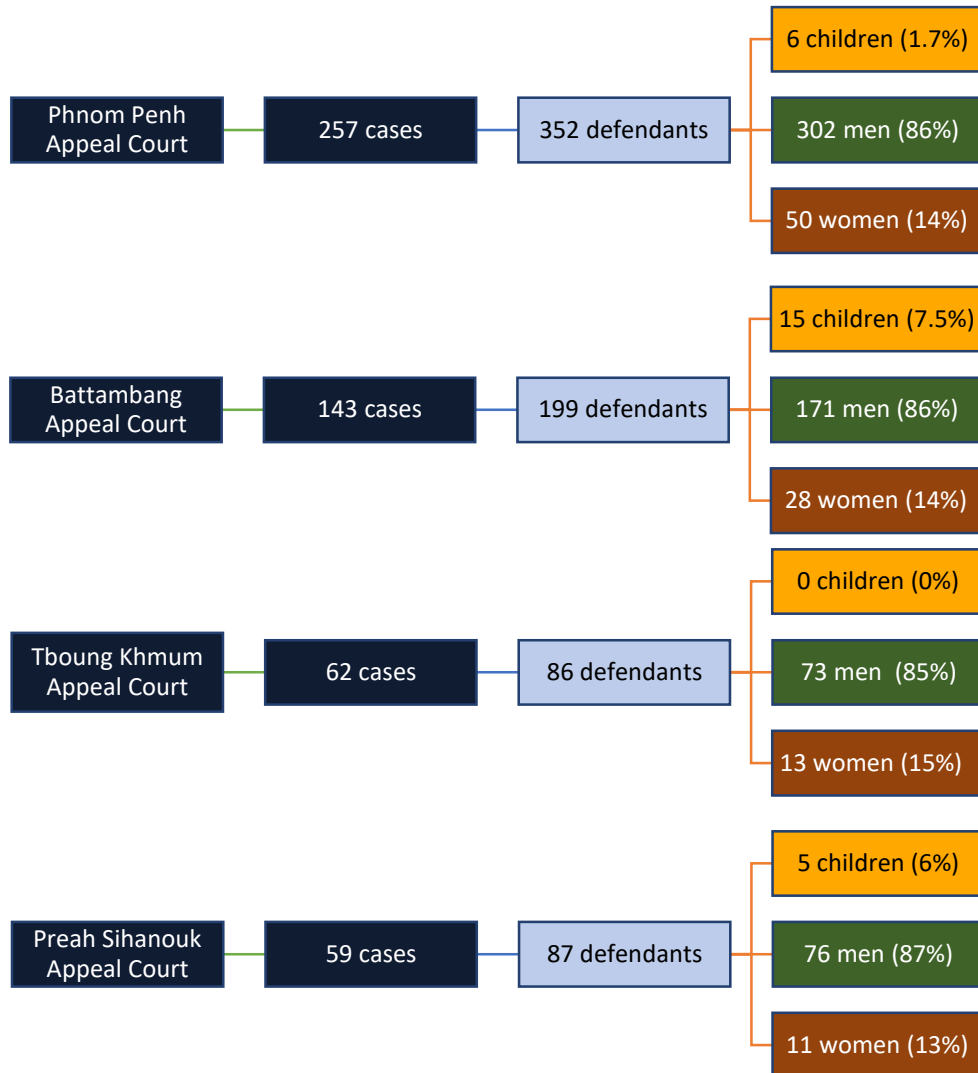 6 children (1.7%)
Phnom Penh
Appeal Court
257 cases
352 defendants
302 men (86%)
50 women (14%)
15 children (7.5%)
Battambang
Appeal Court
143 cases
199 defendants
171 men (86%)
28 women (14%)
0 children (0%)
Tboung Khmum
Appeal Court
62 cases
86 defendants
73 men  (85%)
13 women (15%)
5 children (6%)
Preah Sihanouk
Appeal Court
59 cases
87 defendants
76 men (87%)
11 women (13%)